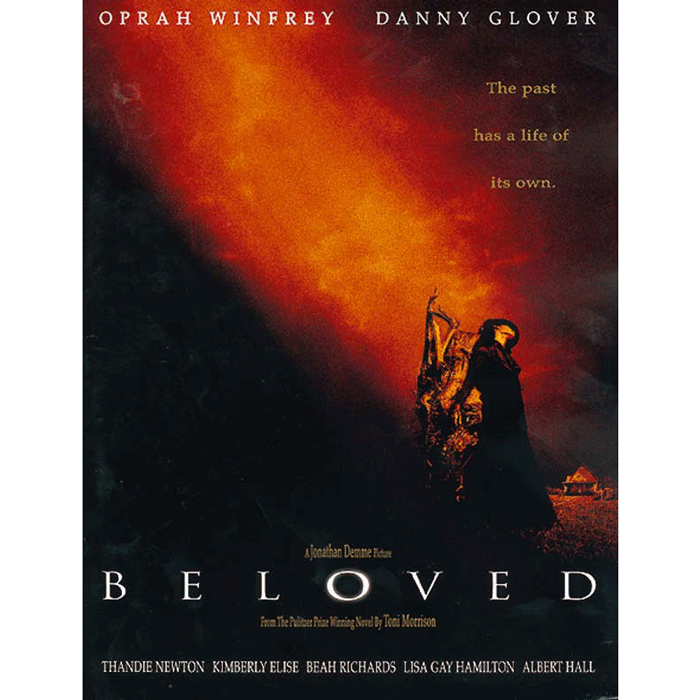 OPRAH WINFREY DANNY GLOVER
The past
has a life of
its own.
A Jonathan Demme Picture
BELOVED
From The Pulitzer Prize Winning Novel By Toni Morrison
THANDIE NEWTON KIMBERLY ELISE BEAH RICHARDS LISA GAY HAMILTON ALBERT HALL